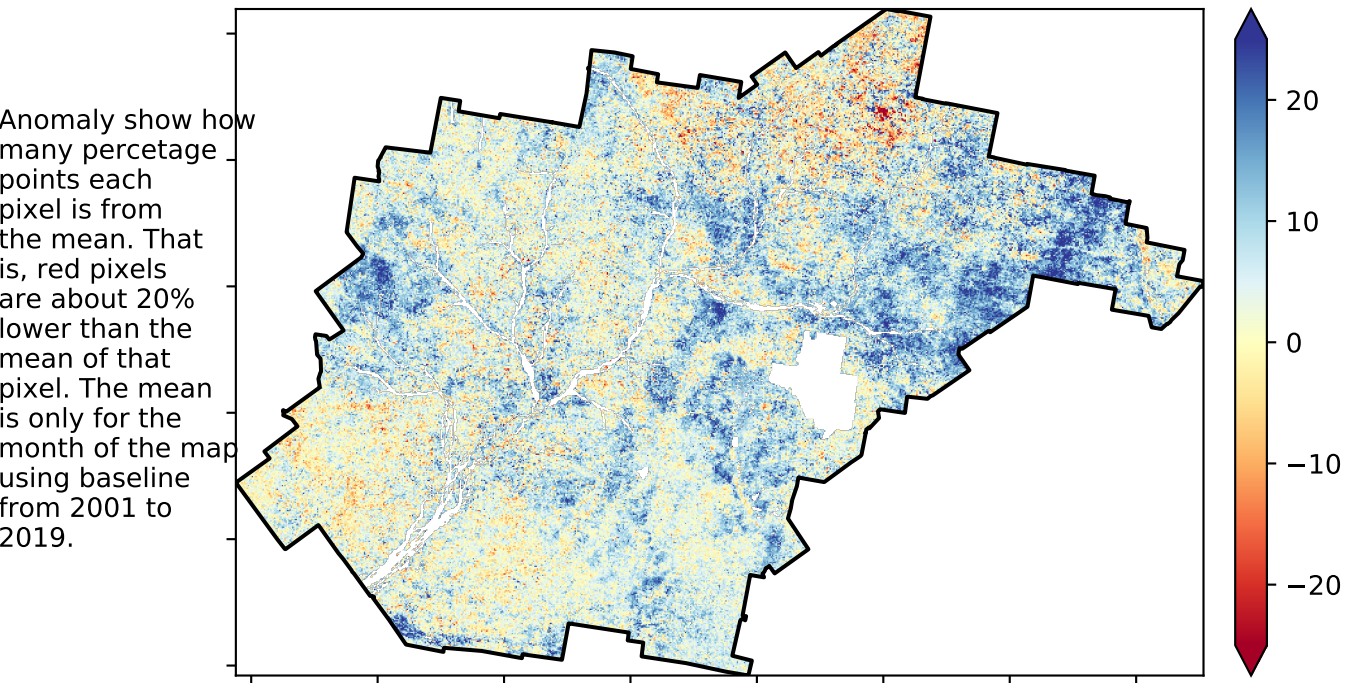 Anomaly show how
many percetage
points each
pixel is from
the mean. That
is, red pixels
are about 20%
lower than the
mean of that
pixel. The mean
is only for the
month of the map
using baseline
from 2001 to
2019.
20
10
0
−10
−20